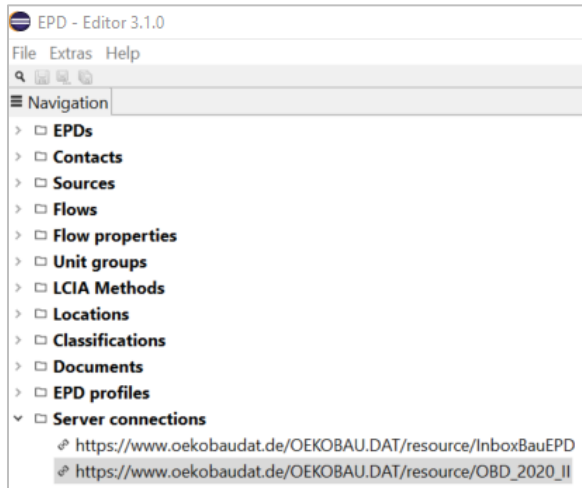 EPD - Editor 3.1.0
File Extras Help
Navigation
EPDs
Contacts
Sources
Flows
Flow properties
Unit groups
LCIA Methods
Locations
Classifications
Documents
EPD profiles
Server connections
https://www.oekobaudat.de/OEKOBAU.DAT/resource/InboxBauEPD
https://www.oekobaudat.de/OEKOBAU.DAT/resource/OBD_2020_II